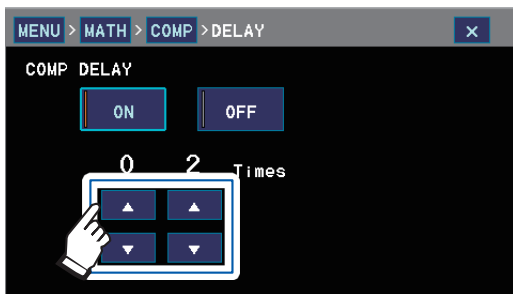 MENU > MATH > COMP >DELAY ×
COMP DELAY
ON OFF
0 2 Times